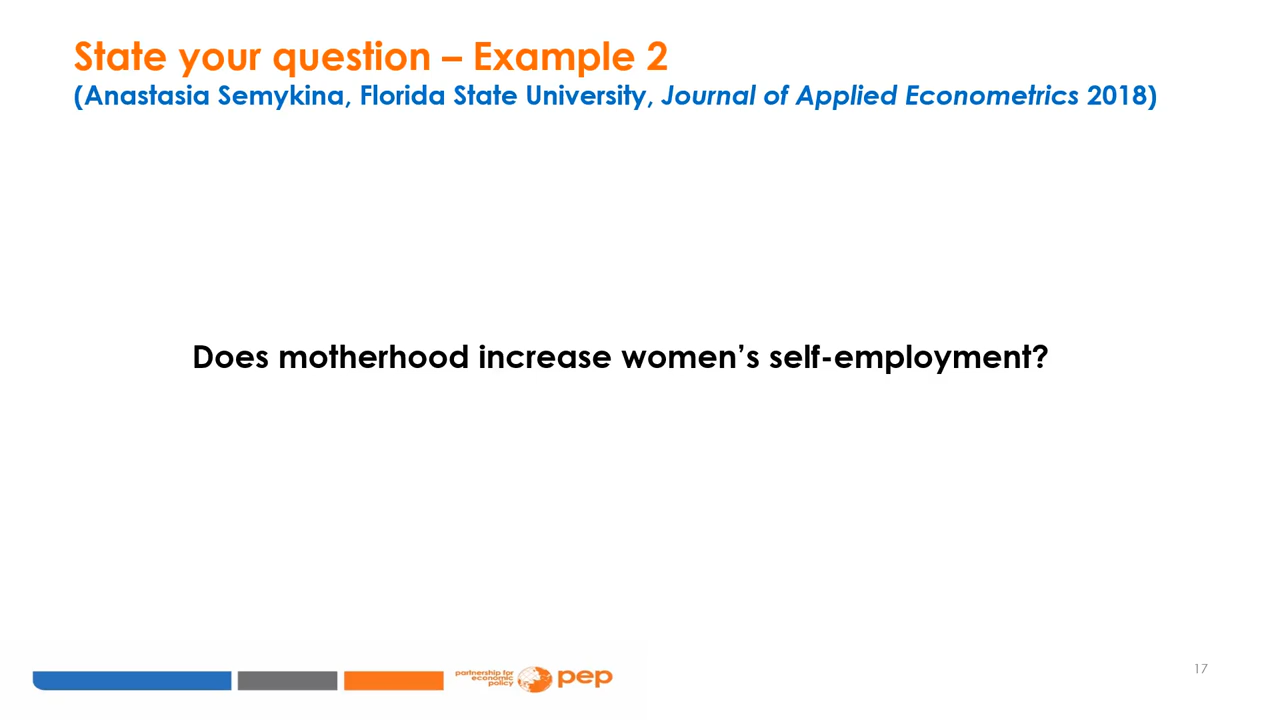 State your question – Example 2
(Anastasia Semykina, Florida State University, Journal of Applied Econometrics 2018)
Does motherhood increase women’s self-employment?
partnership for
economic
policy
pep
17